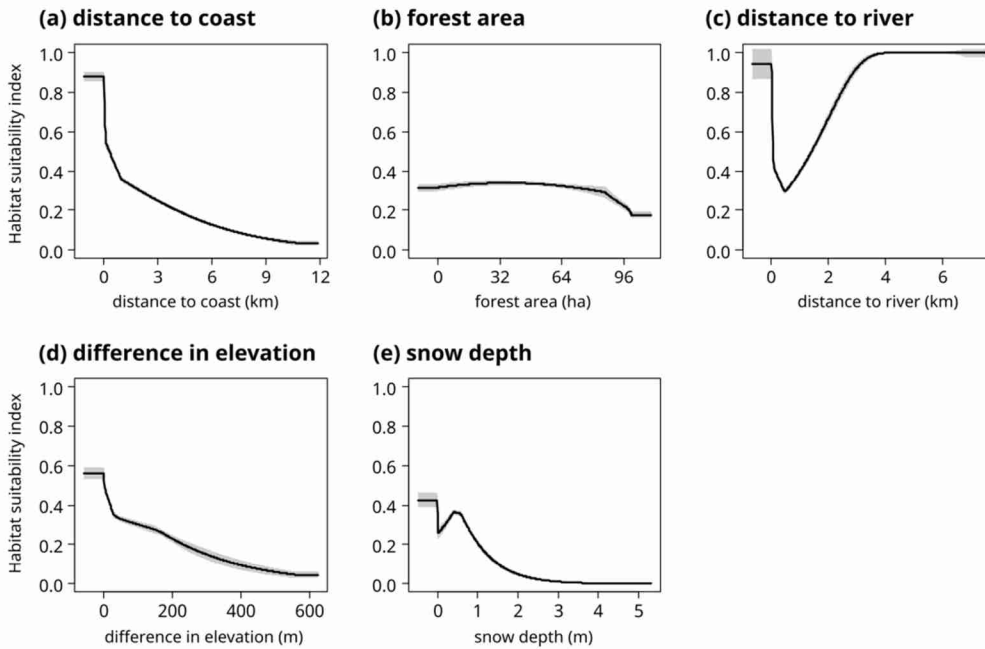 (a) distance to coast
(b) forest area
(c) distance to river
Habitat suitability index
1.0
0.8
0.6
0.4
0.2
0.0
0 3 6 9 12
distance to coast (km)
1.0
0.8
0.6
0.4
0.2
0.0
0 32 64 96
forest area (ha)
1.0
0.8
0.6
0.4
0.2
0.0
0 2 4 6
distance to river (km)
(d) difference in elevation
(e) snow depth
Habitat suitability index
1.0
0.8
0.6
0.4
0.2
0.0
0 200 400 600
difference in elevation (m)
1.0
0.8
0.6
0.4
0.2
0.0
0 1 2 3 4 5
snow depth (m)